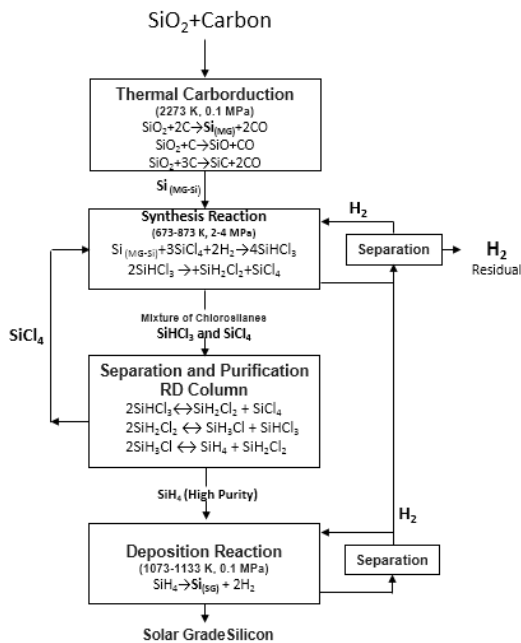 SiO₂+Carbon
Thermal Carborduction
(2273 K, 0.1 MPa)
SiO₂+2C→Si(MG)+2CO
SiO₂+C→SiO+CO
SiO₂+3C→SiC+2CO
Si (MG-Si)
Synthesis Reaction
(673-873 K, 2-4 MPa)
Si (MG-Si)+3SiCl₄+2H₂→4SiHCl₃
2SiHCl₃→+SiH₂Cl₂+SiCl₄
H₂
Separation
H₂
Residual
Mixture of Chlorosilanes
SiHCl₃ and SiCl₄
SiCl₄
Separation and Purification
RD Column
2SiHCl₃↔SiH₂Cl₂ + SiCl₄
2SiH₂Cl₂ ↔ SiH₃Cl + SiHCl₃
2SiH₃Cl ↔ SiH₄ + SiH₂Cl₂
SiH₄ (High Purity)
H₂
Deposition Reaction
(1073-1133 K, 0.1 MPa)
SiH₄→Si(SG) + 2H₂
Separation
Solar Grade Silicon